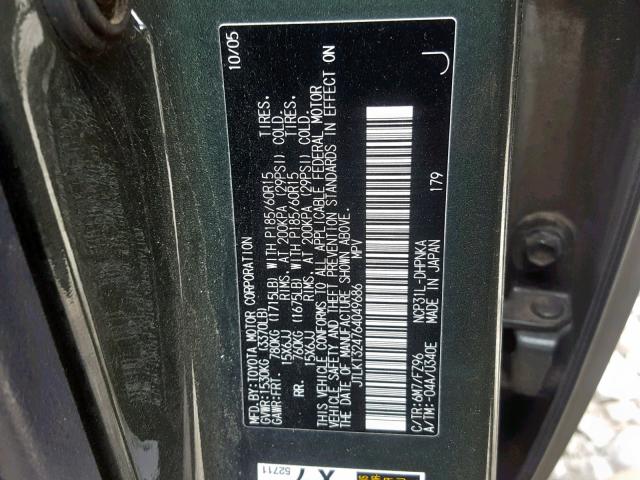 MFD.BY:TOYOTA MOTOR CORPORATION 10/05
GVWR:1530KG (3370LB)
GAWR:FRT. 780KG (1715LB) WITH P185/60R15 TIRES.
15X6JJ RIMS, AT 200KPA (29PSI) COLD.
RR. 760KG (1675LB) WITH P185/60R15 TIRES.
15X6JJ RIMS, AT 200KPA (29PSI) COLD.
THIS VEHICLE CONFORMS TO ALL APPLICABLE FEDERAL MOTOR
VEHICLE SAFETY AND THEFT PREVENTION STANDARDS IN EFFECT ON
THE DATE OF MANUFACTURE SHOWN ABOVE.
JTLKT324764049686 MPV
179 J
C/TR:6M7/F796 NCP31L-DHPNKA
A/TM:-04A/U340E MADE IN JAPAN
52711